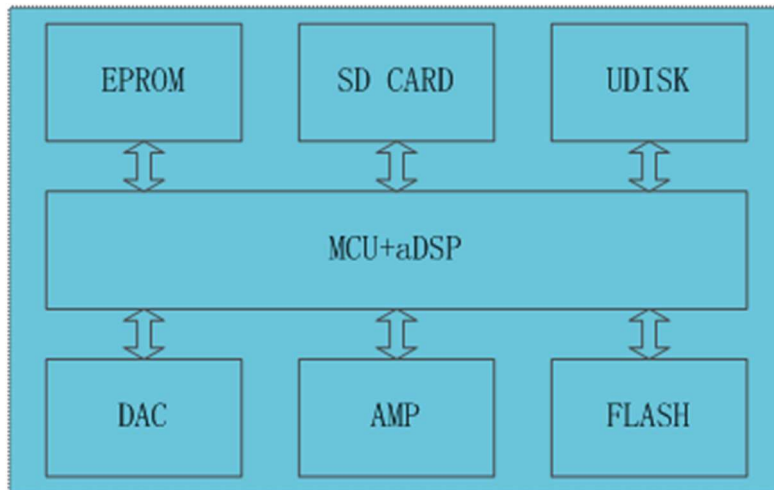 EPROM
SD CARD
UDISK
MCU+aDSP
DAC
AMP
FLASH